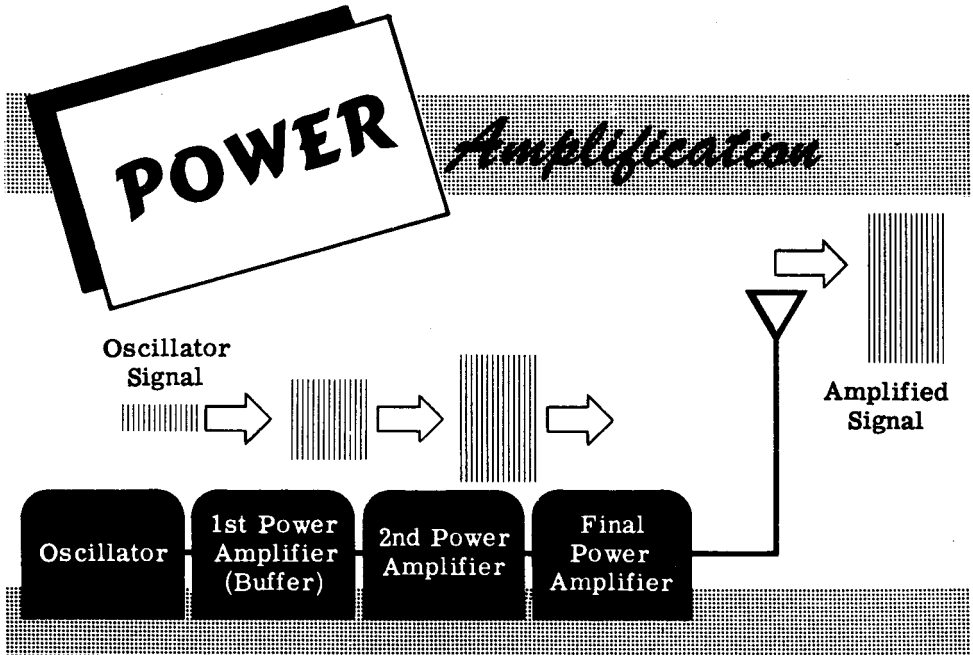 POWER
Amplification
Oscillator
Signal
Amplified
Signal
Oscillator
1st Power
Amplifier
(Buffer)
2nd Power
Amplifier
Final
Power
Amplifier